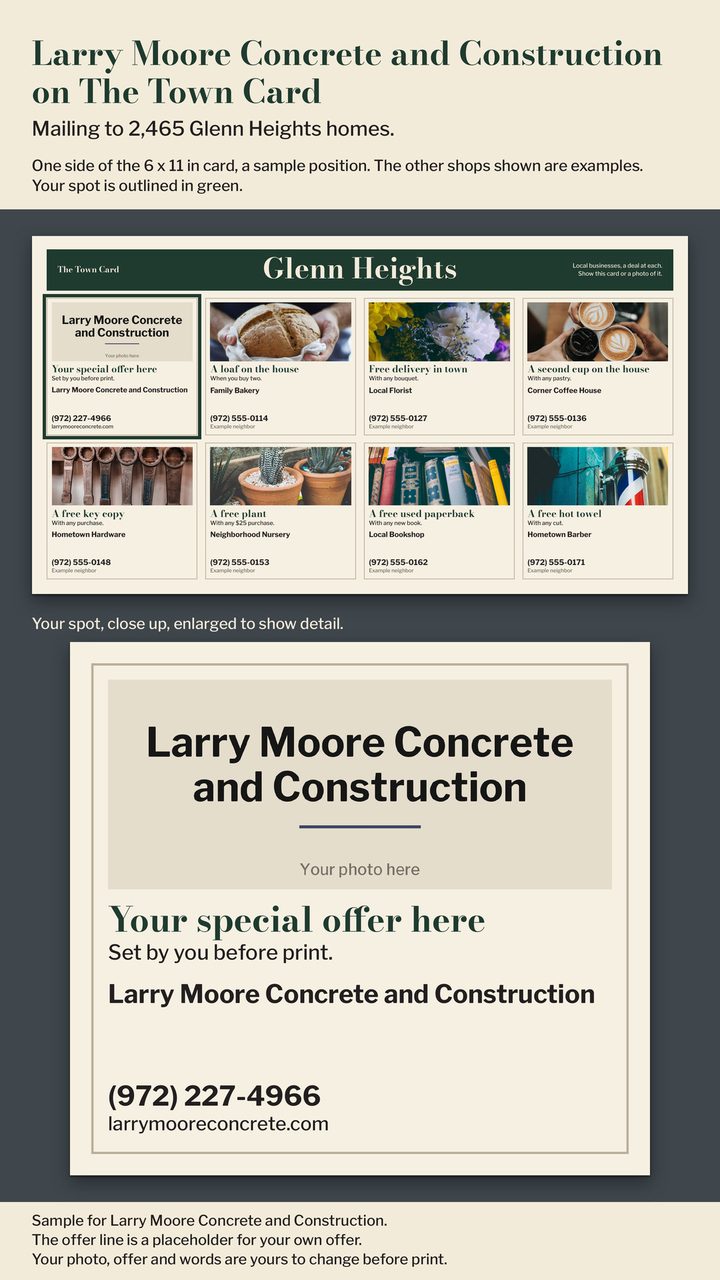 Larry Moore Concrete and Construction
on The Town Card
Mailing to 2,465 Glenn Heights homes.
One side of the 6 x 11 in card, a sample position. The other shops shown are examples.
Your spot is outlined in green.
The Town Card
Glenn Heights
Local businesses, a deal at each.
Show this card or a photo of it.
Larry Moore Concrete
and Construction
Your photo here
Your special offer here
Set by you before print.
Larry Moore Concrete and Construction
(972) 227-4966
larrymooreconcrete.com
A loaf on the house
When you buy two.
Family Bakery
(972) 555-0114
Example neighbor
Free delivery in town
With any bouquet.
Local Florist
(972) 555-0127
Example neighbor
A second cup on the house
With any pastry.
Corner Coffee House
(972) 555-0136
Example neighbor
A free key copy
With any purchase.
Hometown Hardware
(972) 555-0148
Example neighbor
A free plant
With any $25 purchase.
Neighborhood Nursery
(972) 555-0153
Example neighbor
A free used paperback
With any new book.
Local Bookshop
(972) 555-0162
Example neighbor
A free hot towel
With any cut.
Hometown Barber
(972) 555-0171
Example neighbor
Your spot, close up, enlarged to show detail.
Larry Moore Concrete
and Construction
Your photo here
Your special offer here
Set by you before print.
Larry Moore Concrete and Construction
(972) 227-4966
larrymooreconcrete.com
Sample for Larry Moore Concrete and Construction.
The offer line is a placeholder for your own offer.
Your photo, offer and words are yours to change before print.